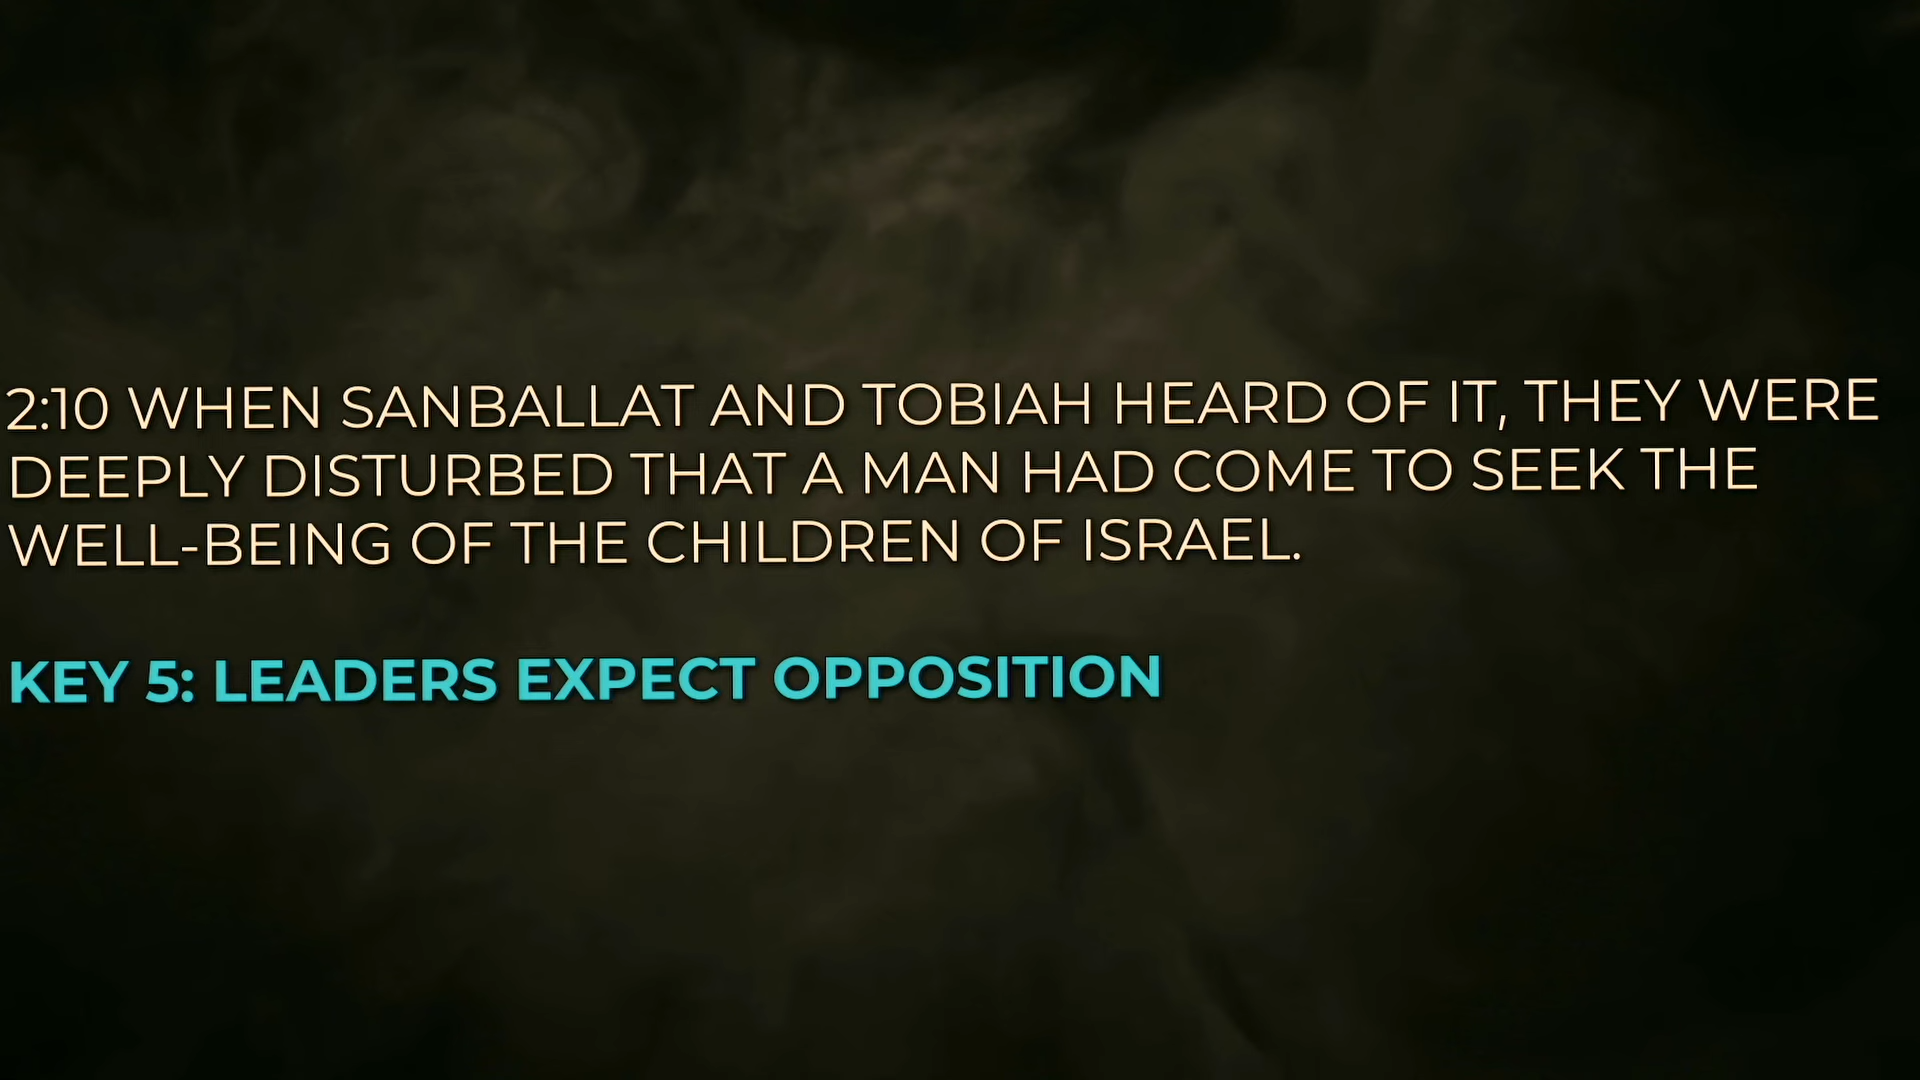 2:10 WHEN SANBALLAT AND TOBIAH HEARD OF IT, THEY WERE
DEEPLY DISTURBED THAT A MAN HAD COME TO SEEK THE
WELL-BEING OF THE CHILDREN OF ISRAEL.
KEY 5: LEADERS EXPECT OPPOSITION